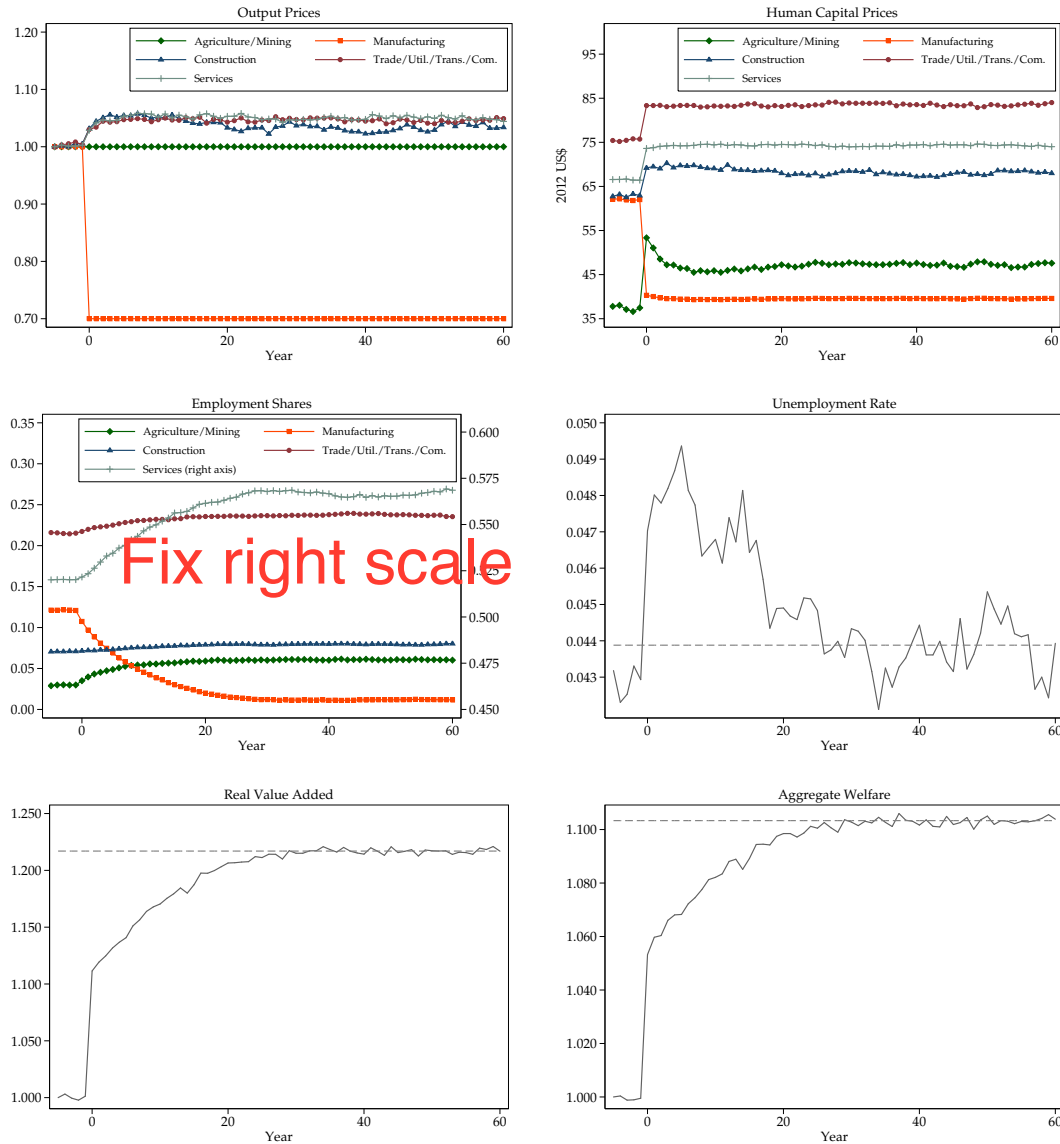 Output Prices
Agriculture/Mining Manufacturing
Construction Trade/Util./Trans./Com.
Services
1.20
1.10
1.00
0.90
0.80
0.70
0 20 40 60
Year
Human Capital Prices
Agriculture/Mining Manufacturing
Construction Trade/Util./Trans./Com.
Services
2012 US$
95
85
75
65
55
45
35
0 20 40 60
Year
Employment Shares
Agriculture/Mining Manufacturing
Construction Trade/Util./Trans./Com.
Services (right axis)
0.35
0.30
0.25
0.20
0.15
0.10
0.05
0.00
0.600
0.575
0.550
0.525
0.500
0.475
0.450
Fix right scale
0 20 40 60
Year
Unemployment Rate
0.050
0.049
0.048
0.047
0.046
0.045
0.044
0.043
0 20 40 60
Year
Real Value Added
1.250
1.200
1.150
1.100
1.050
1.000
0 20 40 60
Year
Aggregate Welfare
1.100
1.080
1.060
1.040
1.020
1.000
0 20 40 60
Year